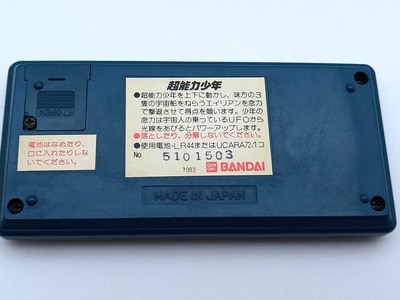 超能力少年
●超能力少年を上下に動かし、味方の3
隻の宇宙船をねらうエイリアンを念力
で撃退させて得点を競います。少年の
念力は宇宙人の乗っているUFOから
光線をあびるとパワーアップします。
●落としたり、分解しないでください。
●使用電池-LR44またはUCARA72,1コ
No. 5101503
1983 BANDAI
OPEN
電池はなめたり、
口に入れたりしな
いでください。
MADE IN JAPAN